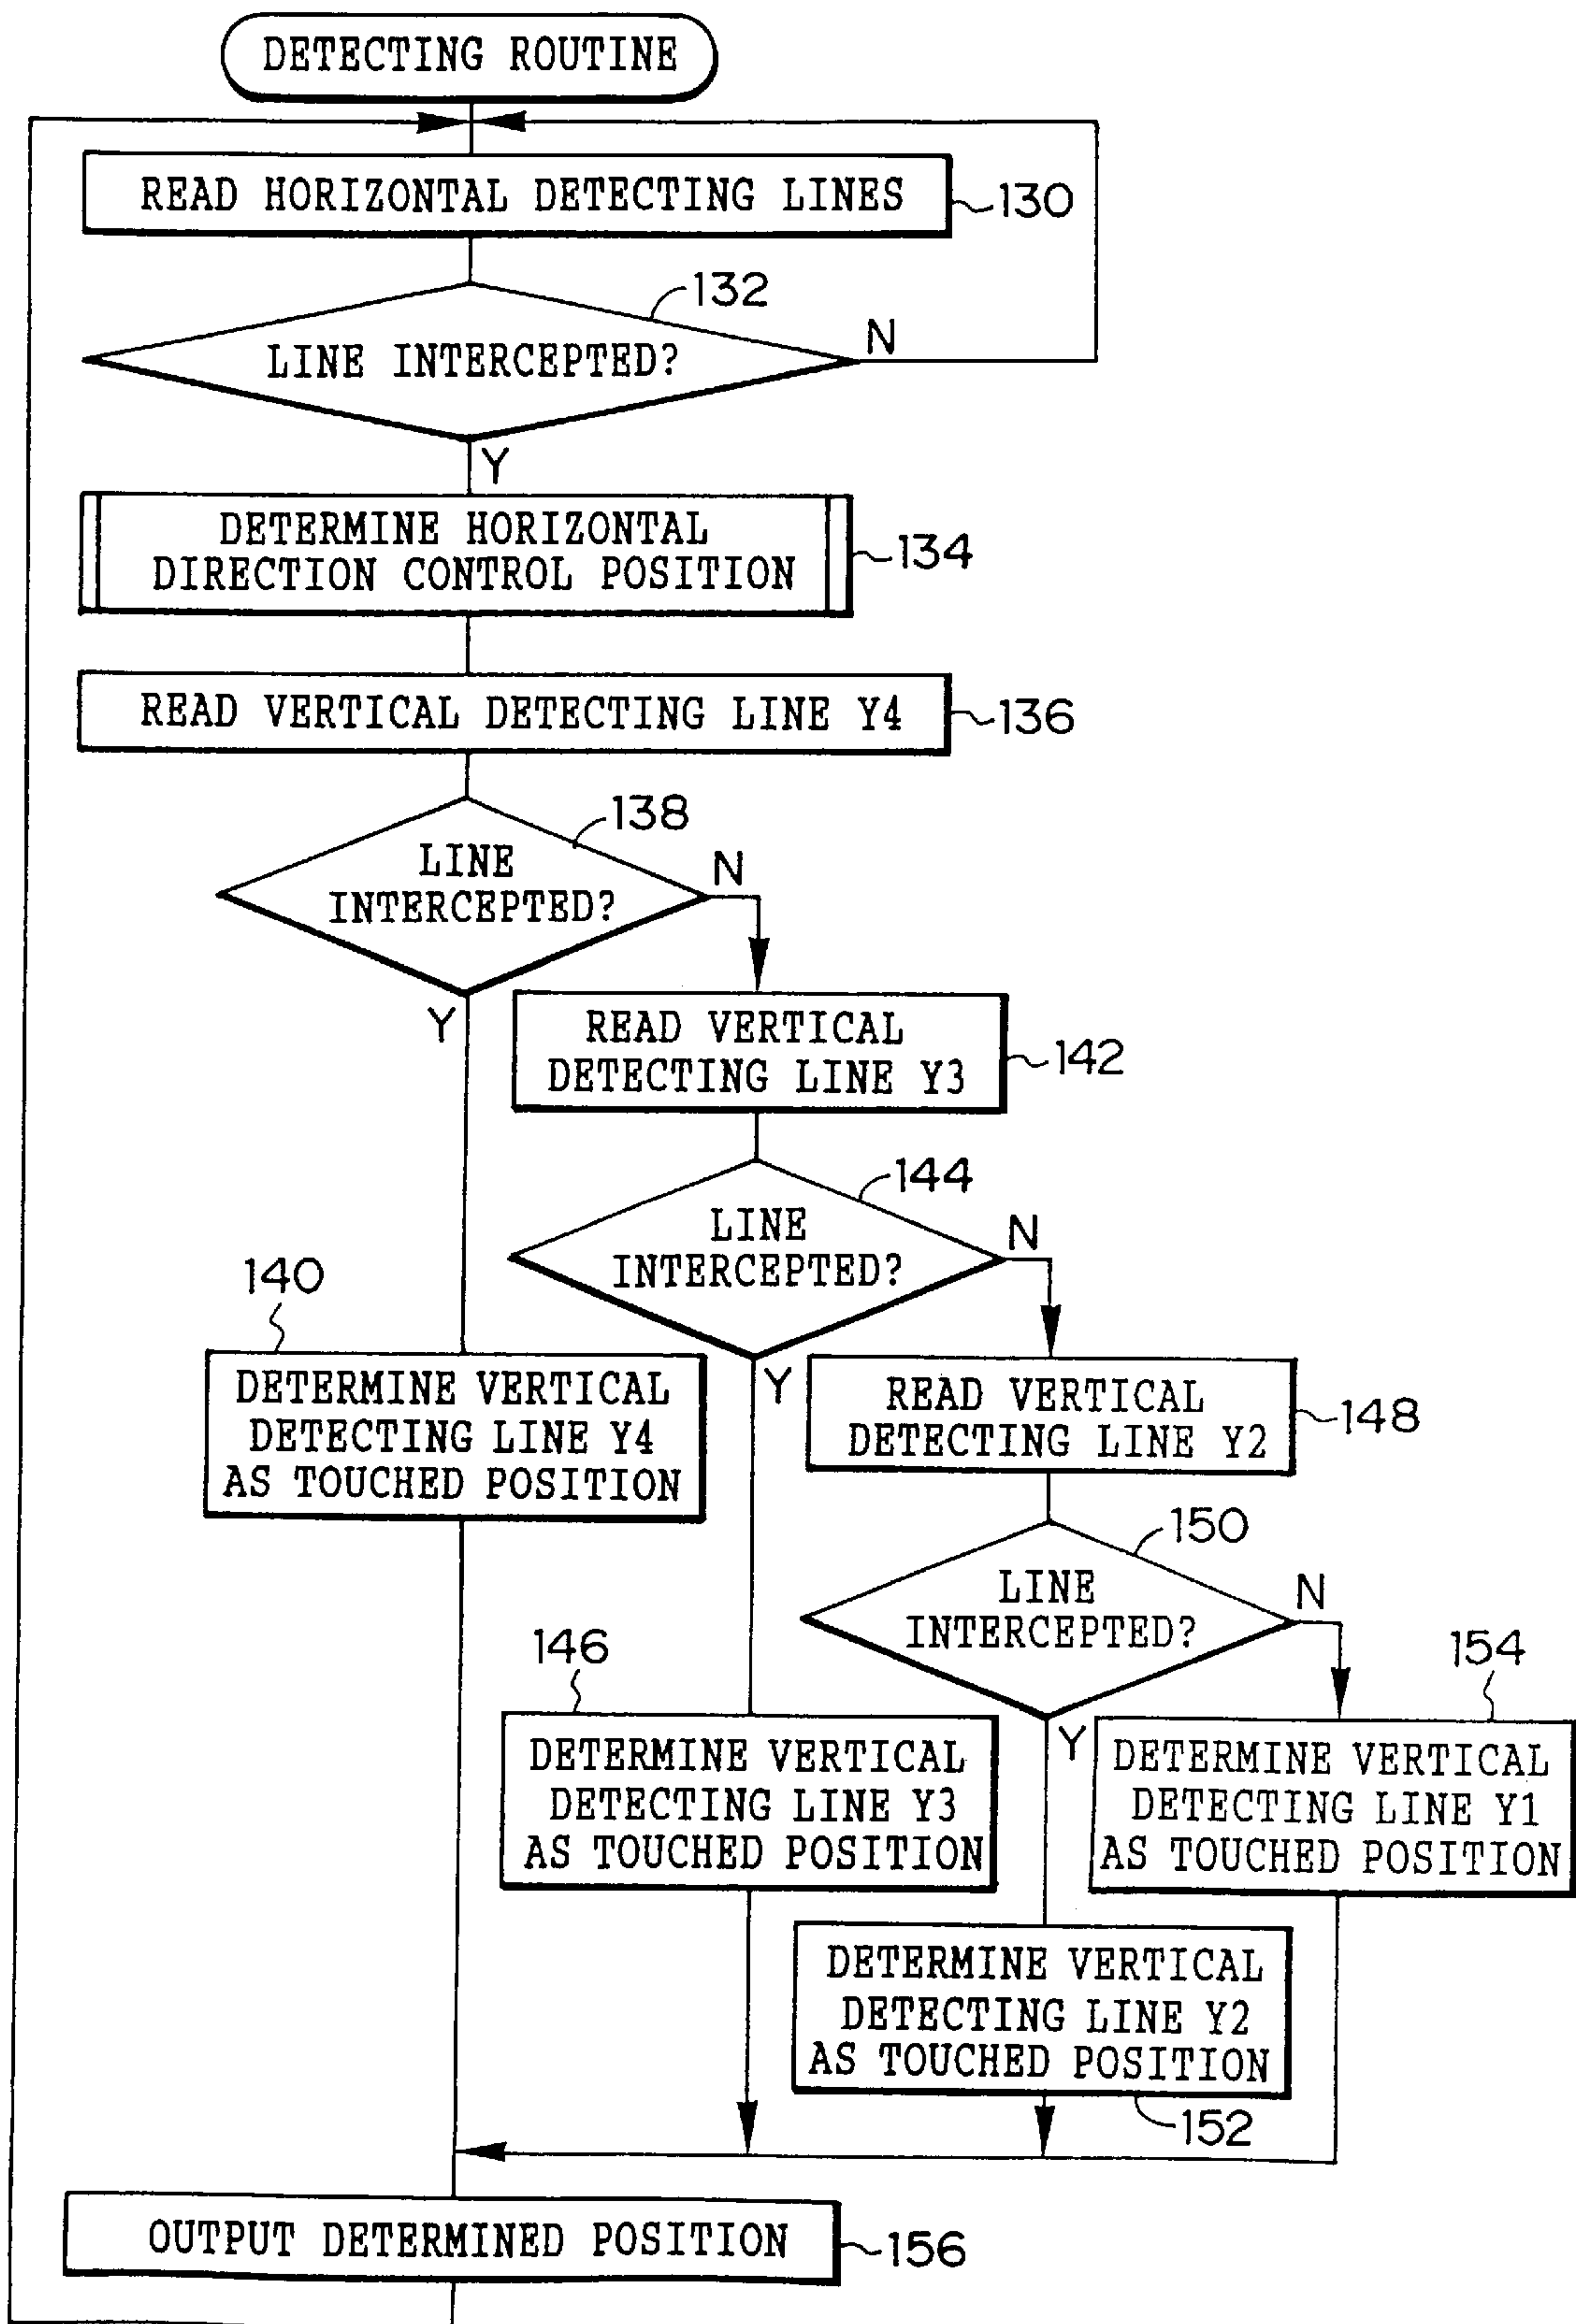 DETECTING ROUTINE
READ HORIZONTAL DETECTING LINES
130
132
LINE INTERCEPTED?
N
Y
DETERMINE HORIZONTAL
DIRECTION CONTROL POSITION
134
READ VERTICAL DETECTING LINE Y4
136
138
LINE
INTERCEPTED?
N
Y
READ VERTICAL
DETECTING LINE Y3
142
144
LINE
INTERCEPTED?
N
Y
140
DETERMINE VERTICAL
DETECTING LINE Y4
AS TOUCHED POSITION
READ VERTICAL
DETECTING LINE Y2
148
150
LINE
INTERCEPTED?
N
Y
146
DETERMINE VERTICAL
DETECTING LINE Y3
AS TOUCHED POSITION
154
DETERMINE VERTICAL
DETECTING LINE Y1
AS TOUCHED POSITION
DETERMINE VERTICAL
DETECTING LINE Y2
AS TOUCHED POSITION
152
OUTPUT DETERMINED POSITION
156